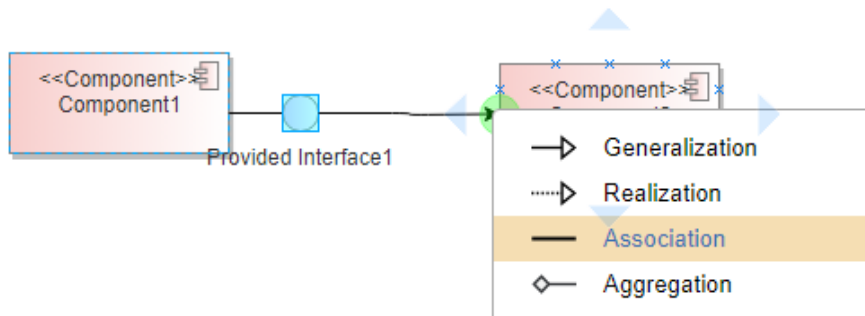 <<Component>>
Component1
Provided Interface1
<<Component>>
Generalization
Realization
Association
Aggregation